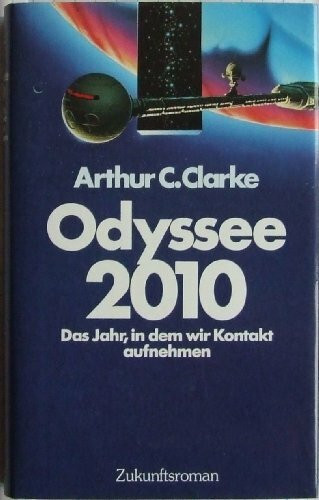 Arthur C. Clarke
Odyssee
2010
Das Jahr, in dem wir Kontakt
aufnehmen
Zukunftsroman